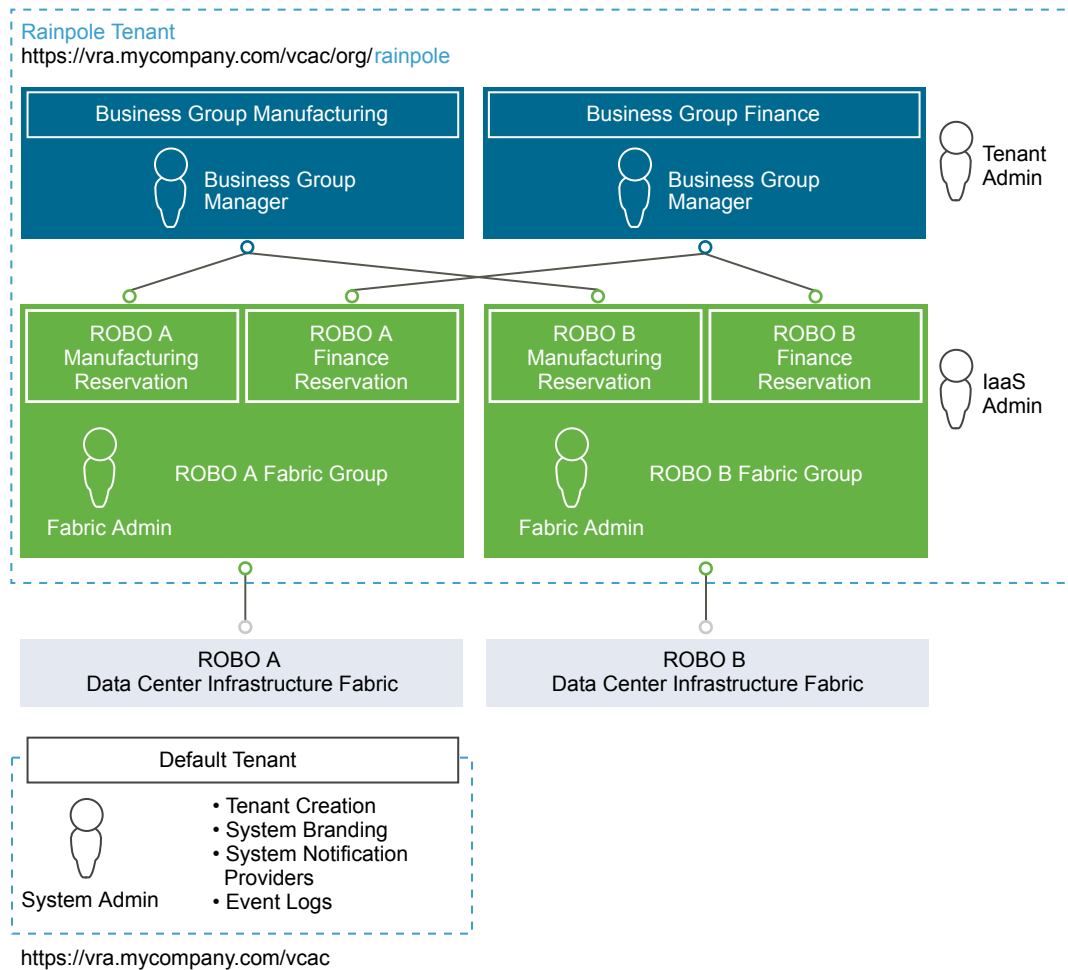 Rainpole Tenant
https://vra.mycompany.com/vcac/org/rainpole
Business Group Manufacturing
Business Group
Manager
Business Group Finance
Business Group
Manager
Tenant
Admin
ROBO A
Manufacturing
Reservation
ROBO A
Finance
Reservation
ROBO A Fabric Group
Fabric Admin
ROBO B
Manufacturing
Reservation
ROBO B
Finance
Reservation
ROBO B Fabric Group
Fabric Admin
IaaS
Admin
ROBO A
Data Center Infrastructure Fabric
ROBO B
Data Center Infrastructure Fabric
Default Tenant
• Tenant Creation
• System Branding
• System Notification
Providers
• Event Logs
System Admin
https://vra.mycompany.com/vcac